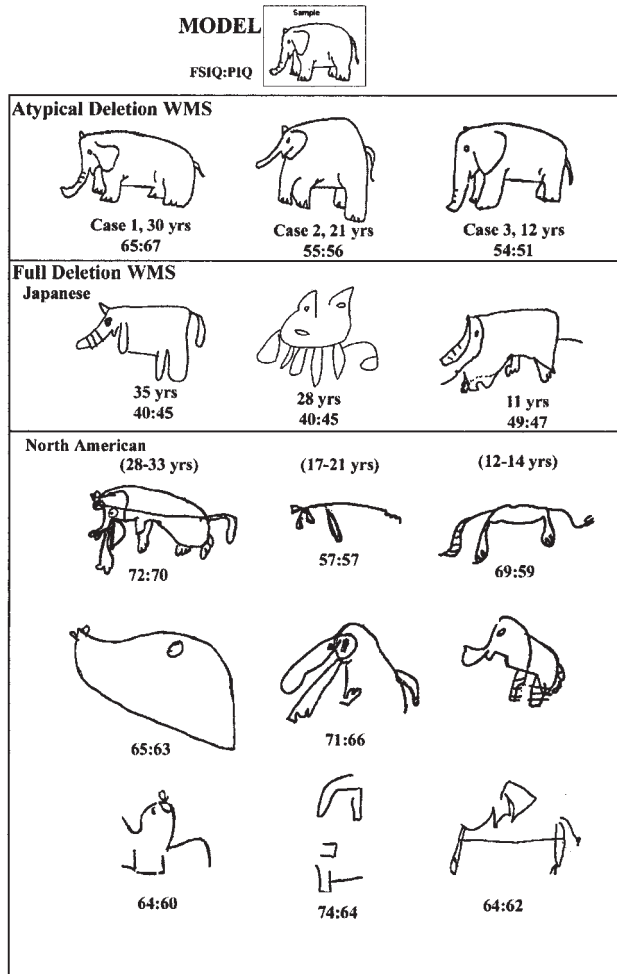 Sample
MODEL
FSIQ:PIQ
Atypical Deletion WMS
Case 1, 30 yrs
65:67
Case 2, 21 yrs
55:56
Case 3, 12 yrs
54:51
Full Deletion WMS
Japanese
35 yrs
40:45
28 yrs
40:45
11 yrs
49:47
North American
(28-33 yrs)
(17-21 yrs)
(12-14 yrs)
72:70
57:57
69:59
65:63
71:66
64:60
74:64
64:62